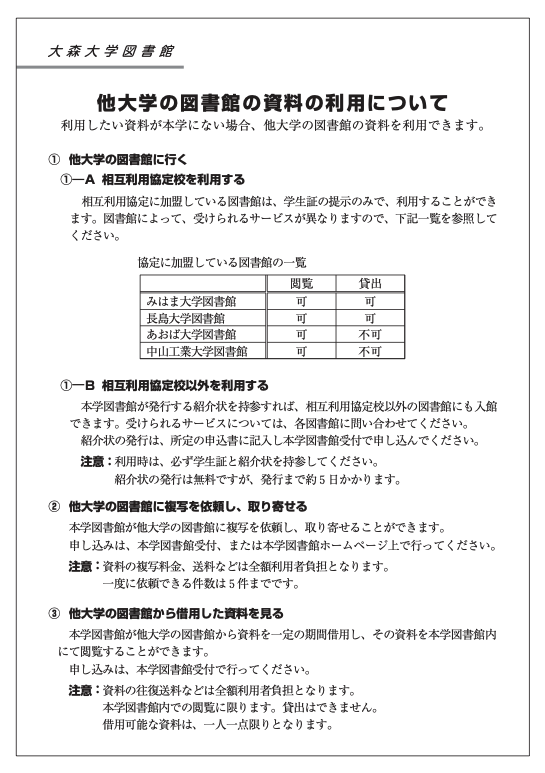 大森大学図書館
他大学の図書館の資料の利用について
利用したい資料が本学にない場合、他大学の図書館の資料を利用できます。
① 他大学の図書館に行く
①―A 相互利用協定校を利用する
相互利用協定に加盟している図書館は、学生証の提示のみで、利用することができ
ます。図書館によって、受けられるサービスが異なりますので、下記一覧を参照して
ください。
協定に加盟している図書館の一覧
閲覧 貸出
みはま大学図書館 可 可
長島大学図書館 可 可
あおば大学図書館 可 不可
中山工業大学図書館 可 不可
①―B 相互利用協定校以外を利用する
本学図書館が発行する紹介状を持参すれば、相互利用協定校以外の図書館にも入館
できます。受けられるサービスについては、各図書館に問い合わせてください。
紹介状の発行は、所定の申込書に記入し本学図書館受付で申し込んでください。
注意：利用時は、必ず学生証と紹介状を持参してください。
紹介状の発行は無料ですが、発行まで約5日かかります。
② 他大学の図書館に複写を依頼し、取り寄せる
本学図書館が他大学の図書館に複写を依頼し、取り寄せることができます。
申し込みは、本学図書館受付、または本学図書館ホームページ上で行ってください。
注意：資料の複写料金、送料などは全額利用者負担となります。
一度に依頼できる件数は5件までです。
③ 他大学の図書館から借用した資料を見る
本学図書館が他大学の図書館から資料を一定の期間借用し、その資料を本学図書館内
にて閲覧することができます。
申し込みは、本学図書館受付で行ってください。
注意：資料の往復送料などは全額利用者負担となります。
本学図書館内での閲覧に限ります。貸出はできません。
借用可能な資料は、一人一点限りとなります。